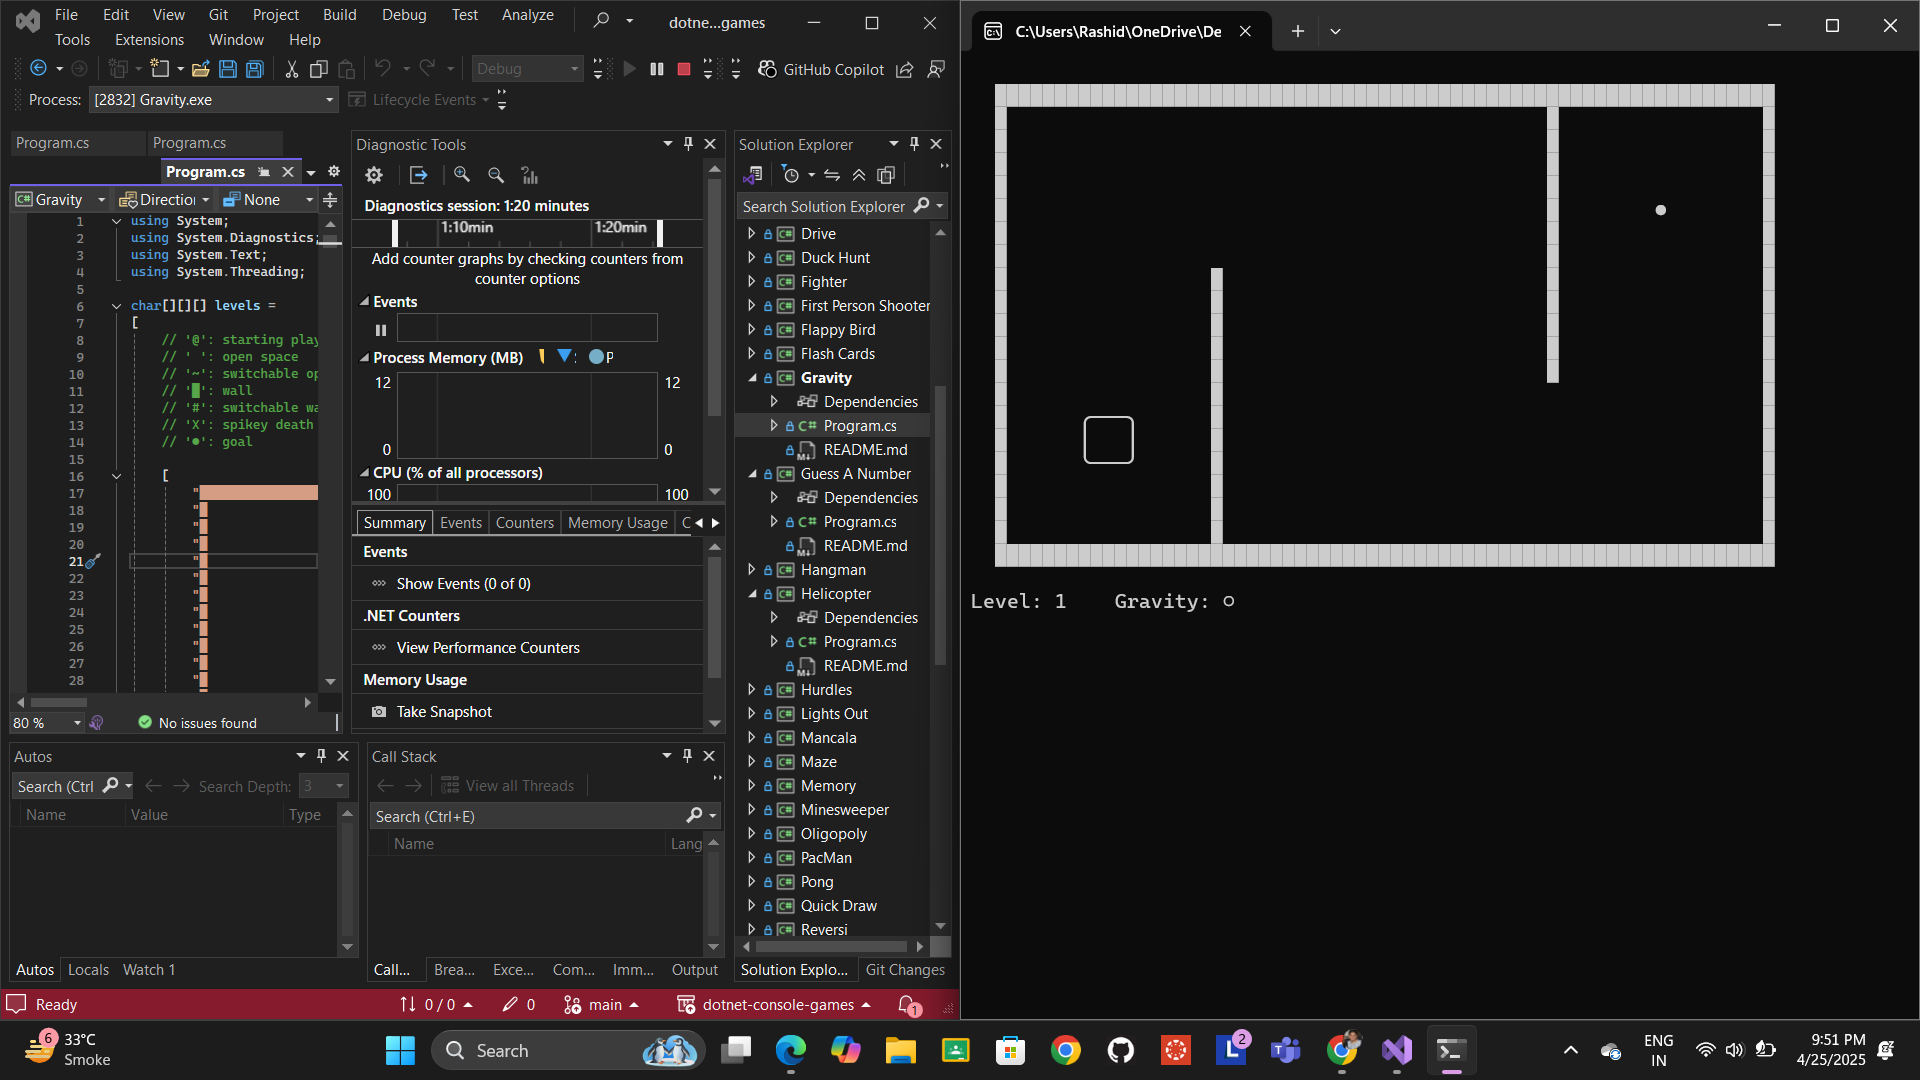 File Edit View Git Project Build Debug Test Analyze
Tools Extensions Window Help
dotne...games
Debug
GitHub Copilot
Process: [2832] Gravity.exe
Lifecycle Events
Program.cs Program.cs
Program.cs
Gravity Direction None
1 using System;
2 using System.Diagnostics;
3 using System.Text;
4 using System.Threading;
5
6 char[][][] levels =
7 [
8 // '@': starting play
9 // ' ': open space
10 // '~': switchable op
11 // '█': wall
12 // '#': switchable wa
13 // 'X': spikey death
14 // '●': goal
15
16 [
17 "
18 "
19 "
20 "
21 "
22 "
23 "
24 "
25 "
26 "
27 "
28 "
80 % No issues found
Diagnostic Tools
Diagnostics session: 1:20 minutes
1:10min 1:20min
Add counter graphs by checking counters from
counter options
Events
Process Memory (MB) P
12 12
0 0
CPU (% of all processors)
100 100
Summary Events Counters Memory Usage C
Events
Show Events (0 of 0)
.NET Counters
View Performance Counters
Memory Usage
Take Snapshot
Solution Explorer
Search Solution Explorer
C# Drive
C# Duck Hunt
C# Fighter
C# First Person Shooter
C# Flappy Bird
C# Flash Cards
C# Gravity
Dependencies
C# Program.cs
M↓ README.md
C# Guess A Number
Dependencies
C# Program.cs
M↓ README.md
C# Hangman
C# Helicopter
Dependencies
C# Program.cs
M↓ README.md
C# Hurdles
C# Lights Out
C# Mancala
C# Maze
C# Memory
C# Minesweeper
C# Oligopoly
C# PacMan
C# Pong
C# Quick Draw
C# Reversi
Solution Explo... Git Changes
Autos
Search (Ctrl Search Depth: 3
Name Value Type
Autos Locals Watch 1
Call Stack
View all Threads
Search (Ctrl+E)
Name Lang
Call... Brea... Exce... Com... Imm... Output
Ready 0 / 0 0 main dotnet-console-games 1
C:\Users\Rashid\OneDrive\De
Level: 1 Gravity: ○
6 33°C
Smoke
Search
L 2
ENG
IN
9:51 PM
4/25/2025